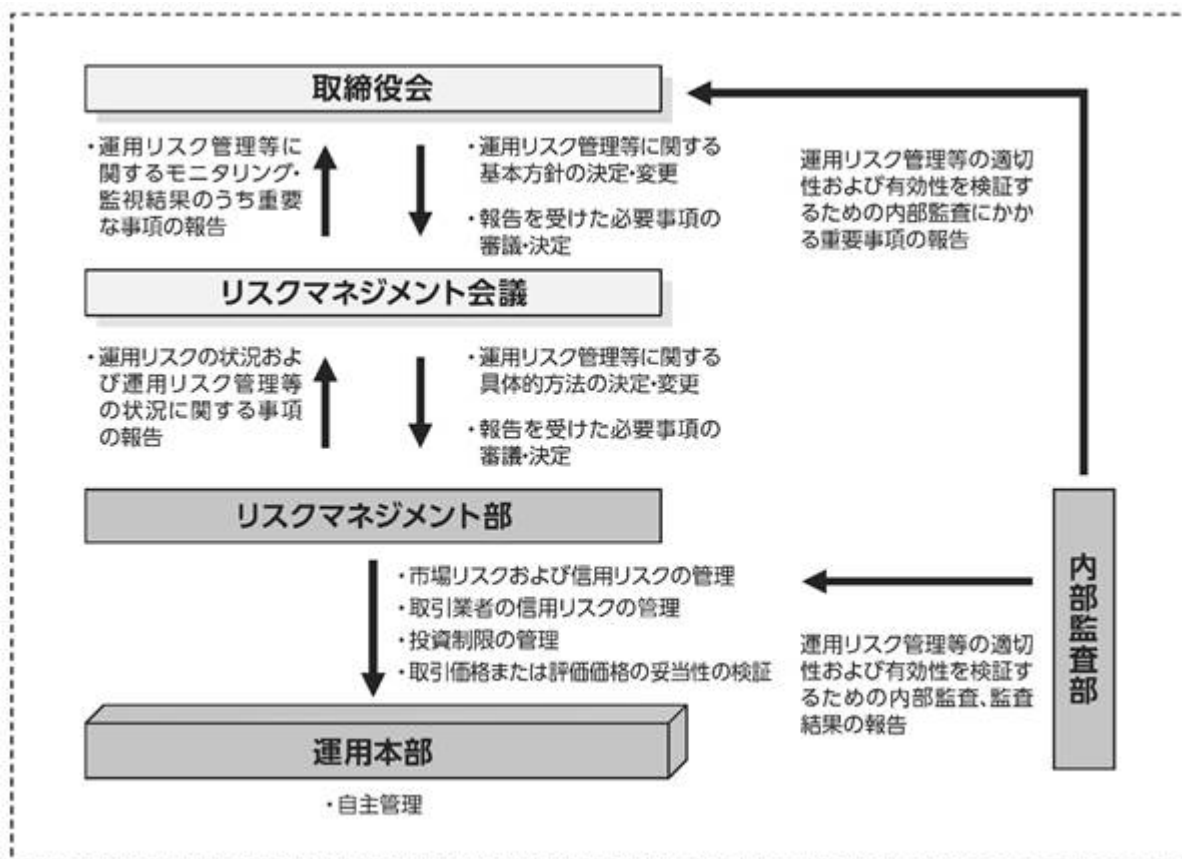 取締役会
・運用リスク管理等に
関するモニタリング・
監視結果のうち重要
な事項の報告
・運用リスク管理等に関する
基本方針の決定・変更
・報告を受けた必要事項の
審議・決定
運用リスク管理等の適切
性および有効性を検証す
るための内部監査にかか
る重要事項の報告
リスクマネジメント会議
・運用リスクの状況およ
び運用リスク管理等
の状況に関する事項
の報告
・運用リスク管理等に関する
具体的方法の決定・変更
・報告を受けた必要事項の
審議・決定
リスクマネジメント部
・市場リスクおよび信用リスクの管理
・取引業者の信用リスクの管理
・投資制限の管理
・取引価格または評価価格の妥当性の検証
運用リスク管理等の適切
性および有効性を検証す
るための内部監査、監査
結果の報告
内部監査部
運用本部
・自主管理